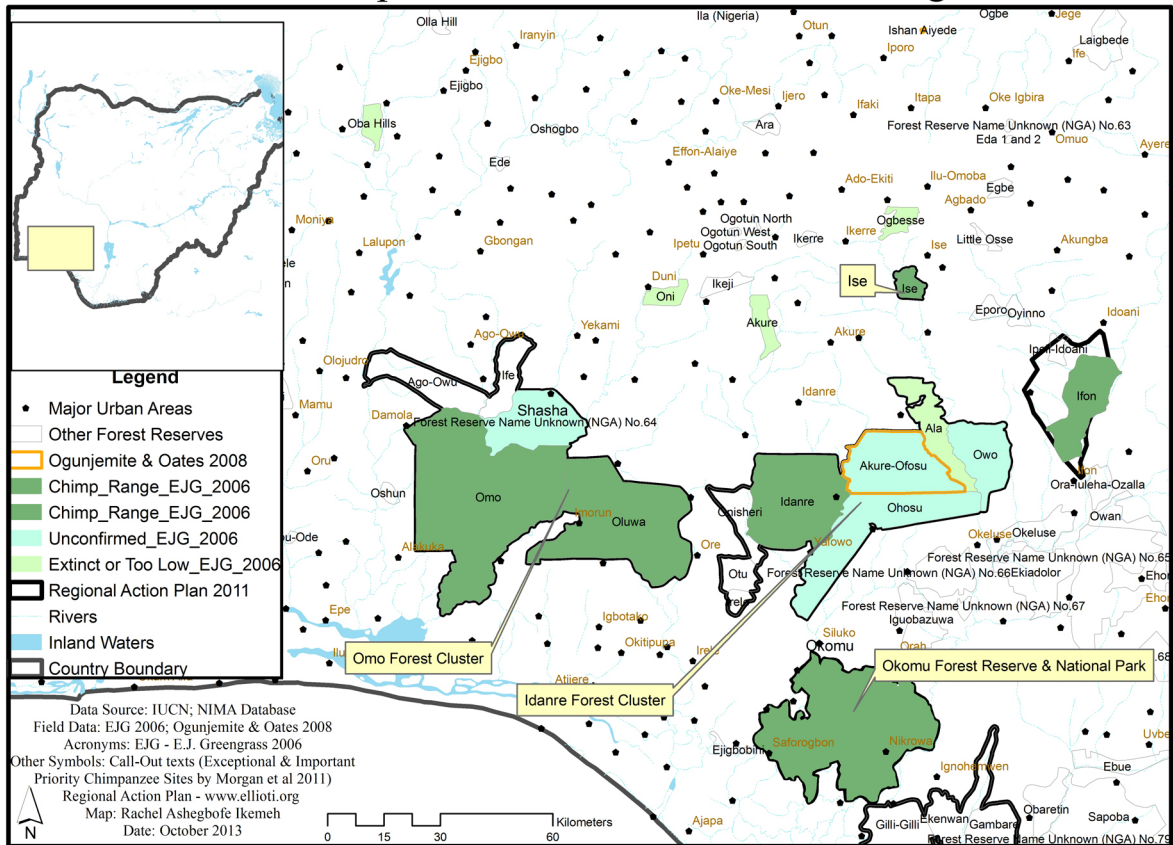 Olla Hill
Ila (Nigeria)
Otun
Ogbe
Jege
Iranyin
Ishan Aiyede
Laigbede
Iporo
Ife
Ejigbo
Ejigbo
Oke-Mesi
Ijero
Ifaki
Itapa
Oke Igbira
Oba Hills
Oshogbo
Ara
Forest Reserve Name Unknown (NGA) No.63
Eda 1 and 2
Omuo
Ayere
Ede
Effon-Alaiye
Ado-Ekiti
Ilu-Omoba
Egbe
Agbado
Moniya
Ogotun North
Ogotun West
Ogotun South
Ogbesse
Lalupon
Gbongan
Ipetu
Ikerre
Ikerre
Ise
Little Osse
Akungba
Duni
Oni
Ikeji
Ise
Ise
Akure
Eporo
Oyinno
Idoani
Ago-Owu
Yekami
Akure
Olojudro
Ago-Owu
Ife
Ipoli-Idoani
Mamu
Damola
Shasha
Forest Reserve Name Unknown (NGA) No.64
Idanre
Ifon
Ala
Oru
Akure-Ofosu
Owo
Ifon
Ora-Iuleha-Ozalla
Oshun
Omo
Imorun
Oluwa
Onisheri
Idanre
Ohosu
Owan
Alakuka
Ore
Yalowo
Okeluse
Okeluse
Otu
Forest Reserve Name Unknown (NGA) No.66
Ekiadolor
Forest Reserve Name Unknown (NGA) No.65
Epe
Igbotako
Forest Reserve Name Unknown (NGA) No.67
Iguobazuwa
Okitipupa
Irele
Siluko
Okomu
Orah
Omo Forest Cluster
Idanre Forest Cluster
Okomu Forest Reserve & National Park
Atijere
Ejigbobini
Saforogbon
Nikrowa
Ignohemwen
Ebue
Ajapa
Gilli-Gilli
Ekenwan
Gambare
Obaretin
Sapoba
Forest Reserve Name Unknown (NGA) No.79
Legend
Major Urban Areas
Other Forest Reserves
Ogunjemite & Oates 2008
Chimp_Range_EJG_2006
Chimp_Range_EJG_2006
Unconfirmed_EJG_2006
Extinct or Too Low_EJG_2006
Regional Action Plan 2011
Rivers
Inland Waters
Country Boundary
Data Source: IUCN; NIMA Database
Field Data: EJG 2006; Ogunjemite & Oates 2008
Acronyms: EJG - E.J. Greengrass 2006
Other Symbols: Call-Out texts (Exceptional & Important
Priority Chimpanzee Sites by Morgan et al 2011)
Regional Action Plan - www.ellioti.org
Map: Rachel Ashegbofe Ikemeh
Date: October 2013
N
0 15 30 60
Kilometers